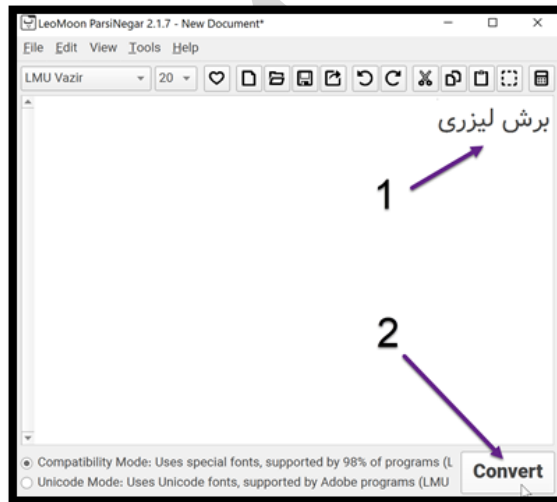 LeoMoon ParsiNegar 2.1.7 - New Document*
File Edit View Tools Help
LMU Vazir 20
برش لیزری
1
2
Compatibility Mode: Uses special fonts, supported by 98% of programs (L
Unicode Mode: Uses Unicode fonts, supported by Adobe programs (LMU
Convert